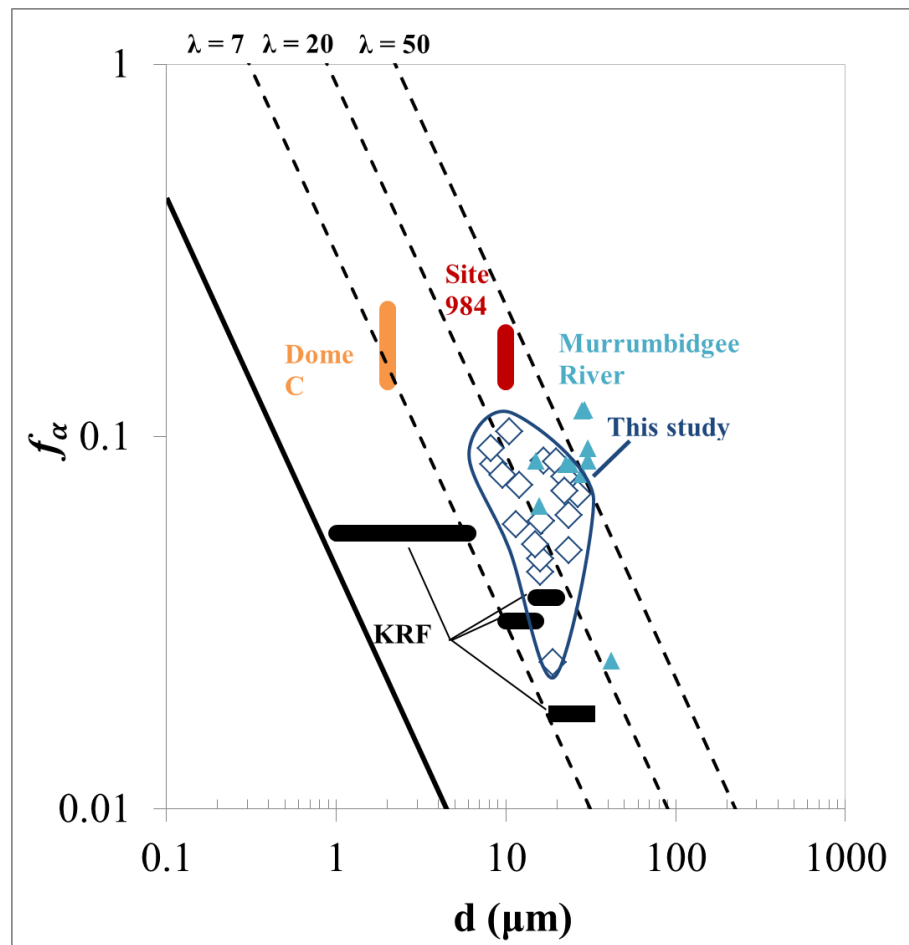 λ = 7 λ = 20 λ = 50
1
Site
984
Dome
C
Murrumbidgee
River
This study
0.1
fα
KRF
0.01
0.1 1 10 100 1000
d (µm)